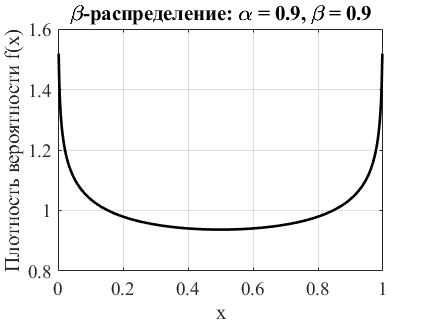 β-распределение: α = 0.9, β = 0.9
Плотность вероятности f(x)
1.6
1.4
1.2
1
0.8
0 0.2 0.4 0.6 0.8 1
x